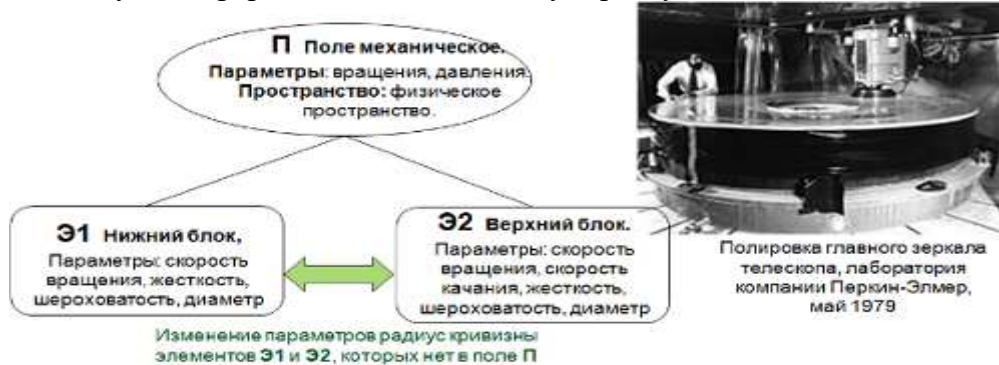 П Поле механическое.
Параметры: вращения, давления.
Пространство: физическое
пространство.
Э1 Нижний блок,
Параметры: скорость
вращения, жесткость,
шероховатость, диаметр
Э2 Верхний блок.
Параметры: скорость
вращения, скорость
качания, жесткость,
шероховатость, диаметр
Изменение параметров радиус кривизны
элементов Э1 и Э2, которых нет в поле П
Полировка главного зеркала
телескопа, лаборатория
компании Перкин-Элмер,
май 1979